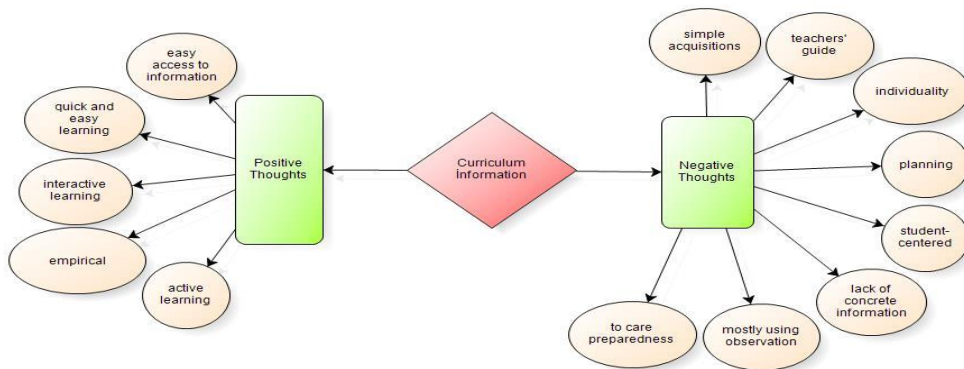 easy
access to
information
quick and
easy
learning
interactive
learning
empirical
active
learning
Positive
Thoughts
Curriculum
İnformation
Negative
Thoughts
simple
acquisitions
teachers'
guide
individuality
planning
student-
centered
lack of
concrete
information
mostly using
observation
to care
preparedness